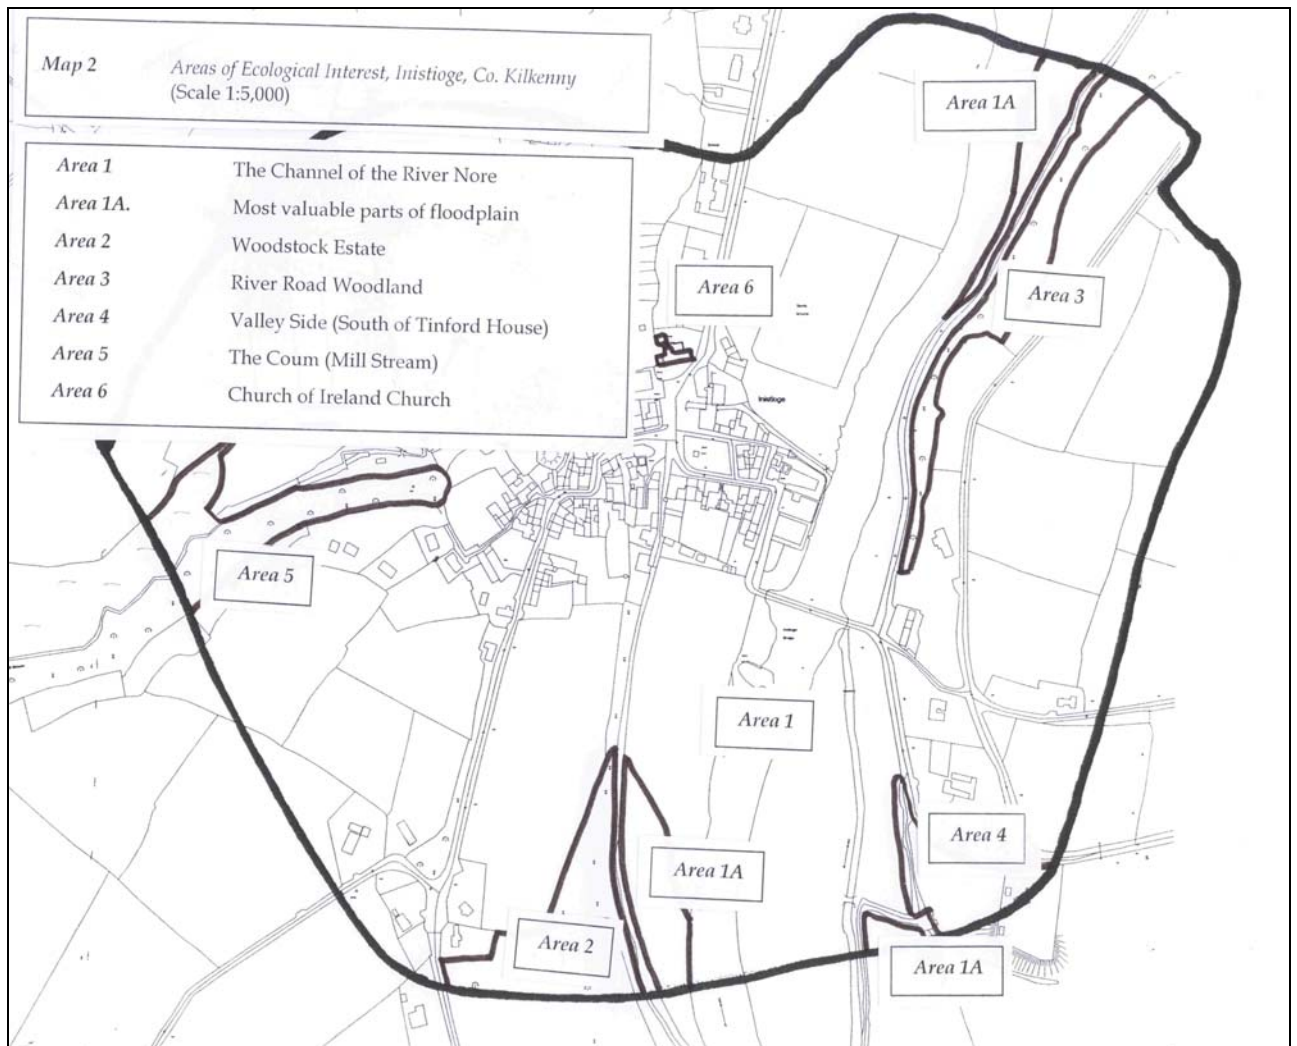 Map 2 Areas of Ecological Interest, Inistioge, Co. Kilkenny
(Scale 1:5,000)
Area 1 The Channel of the River Nore
Area 1A. Most valuable parts of floodplain
Area 2 Woodstock Estate
Area 3 River Road Woodland
Area 4 Valley Side (South of Tinford House)
Area 5 The Coum (Mill Stream)
Area 6 Church of Ireland Church
Area 1A
Area 6
Area 3
Inistioge
Area 5
Area 1
Area 4
Area 1A
Area 2
Area 1A